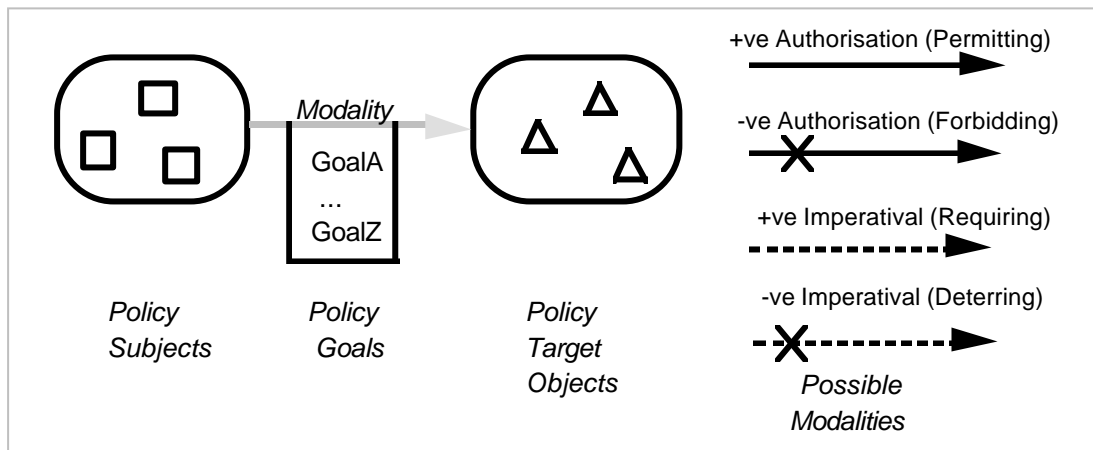 Modality
GoalA
...
GoalZ
Policy
Subjects
Policy
Goals
Policy
Target
Objects
+ve Authorisation (Permitting)
-ve Authorisation (Forbidding)
+ve Imperatival (Requiring)
-ve Imperatival (Deterring)
Possible
Modalities